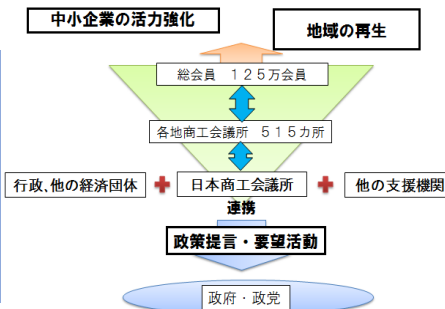 中小企業の活力強化
地域の再生
総会員 125万会員
各地商工会議所 515カ所
行政、他の経済団体
日本商工会議所
他の支援機関
連携
政策提言・要望活動
政府・政党